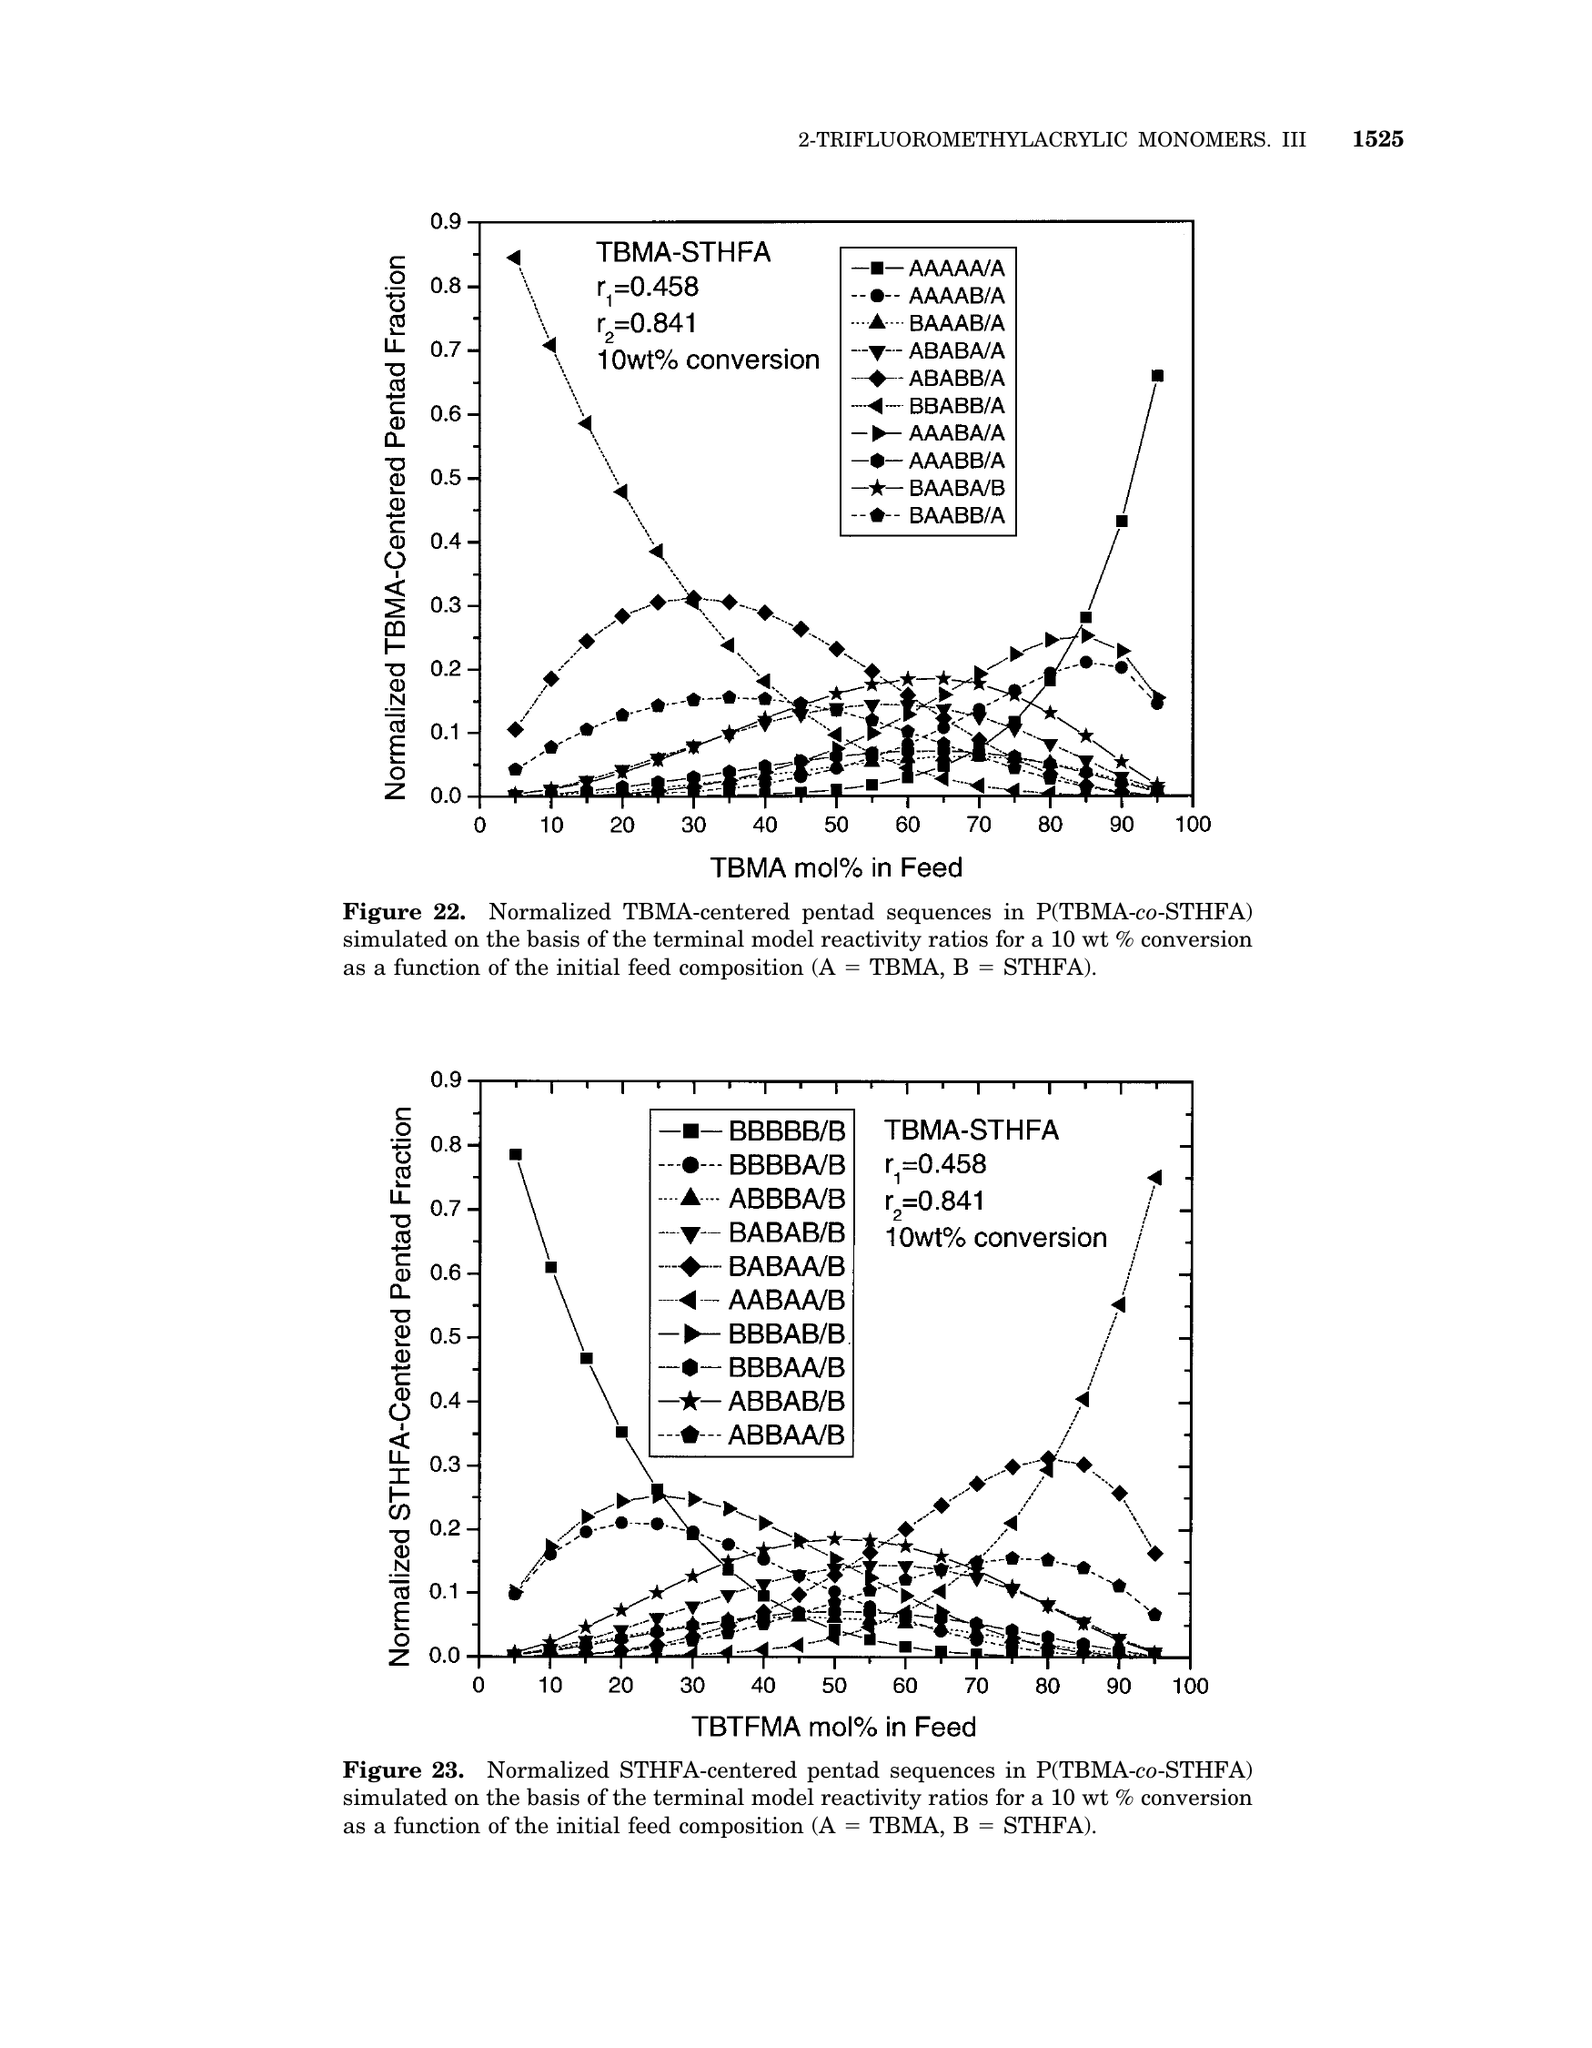 2-TRIFLUOROMETHYLACRYLIC MONOMERS. III 1525
Normalized TBMA-Centered Pentad Fraction
0.9
0.8
0.7
0.6
0.5
0.4
0.3
0.2
0.1
0.0
TBMA-STHFA
r1=0.458
r2=0.841
10wt% conversion
AAAAA/A
AAAAB/A
BAAAB/A
ABABA/A
ABABB/A
BBABB/A
AAABA/A
AAABB/A
BAABA/B
BAABB/A
0 10 20 30 40 50 60 70 80 90 100
TBMA mol% in Feed
Figure 22. Normalized TBMA-centered pentad sequences in P(TBMA-co-STHFA)
simulated on the basis of the terminal model reactivity ratios for a 10 wt % conversion
as a function of the initial feed composition (A = TBMA, B = STHFA).
Normalized STHFA-Centered Pentad Fraction
0.9
0.8
0.7
0.6
0.5
0.4
0.3
0.2
0.1
0.0
BBBBB/B
BBBBA/B
ABBBA/B
BABAB/B
BABAA/B
AABAA/B
BBBAB/B
BBBAA/B
ABBAB/B
ABBAA/B
TBMA-STHFA
r1=0.458
r2=0.841
10wt% conversion
0 10 20 30 40 50 60 70 80 90 100
TBTFMA mol% in Feed
Figure 23. Normalized STHFA-centered pentad sequences in P(TBMA-co-STHFA)
simulated on the basis of the terminal model reactivity ratios for a 10 wt % conversion
as a function of the initial feed composition (A = TBMA, B = STHFA).